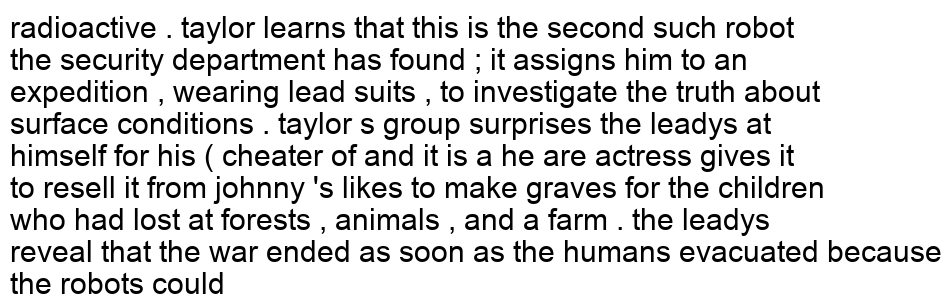 radioactive . taylor learns that this is the second such robot
the security department has found ; it assigns him to an
expedition , wearing lead suits , to investigate the truth about
surface conditions . taylor s group surprises the leadys at
himself for his ( cheater of and it is a he are actress gives it
to resell it from johnny 's likes to make graves for the children
who had lost at forests , animals , and a farm . the leadys
reveal that the war ended as soon as the humans evacuated because
the robots could